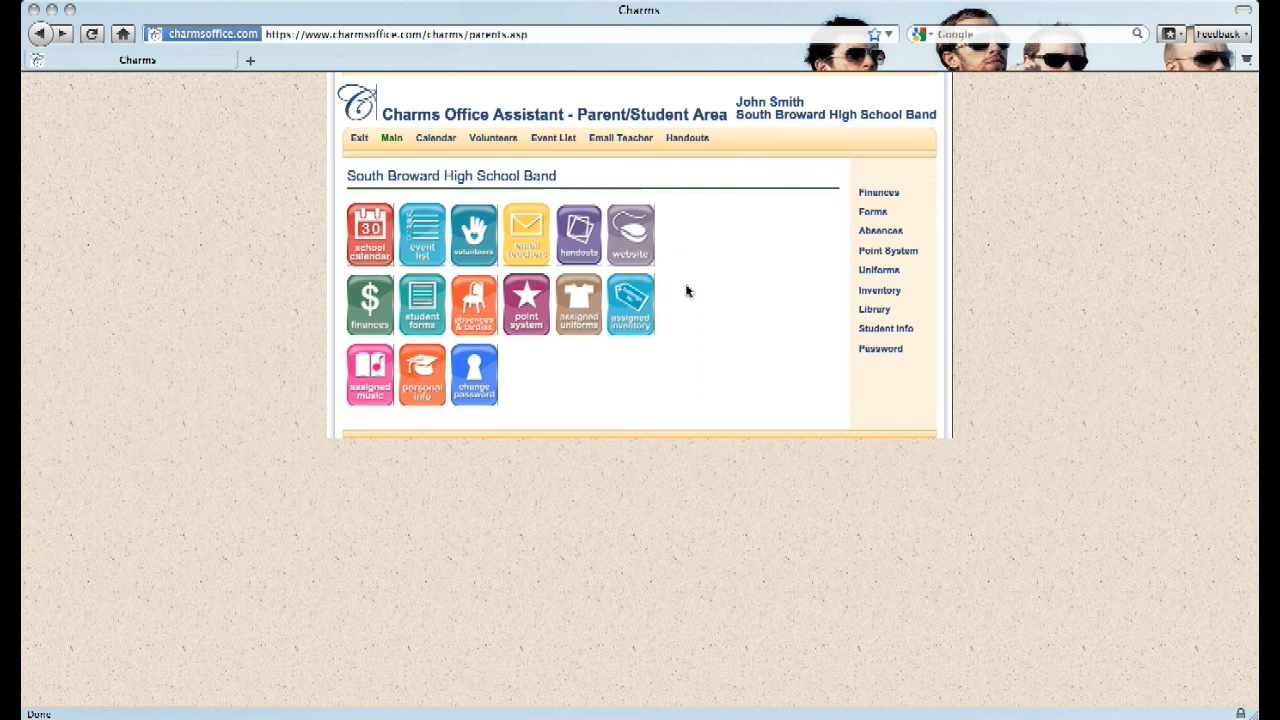 Charms
charmsoffice.com https://www.charmsoffice.com/charms/parents.asp
Google
Feedback
Charms
Charms Office Assistant - Parent/Student Area
John Smith
South Broward High School Band
Exit Main Calendar Volunteers Event List Email Teacher Handouts
South Broward High School Band
30
school calendar
event list
volunteers
email teachers
handouts
website
$
finances
student forms
absences & tardies
point system
assigned uniforms
assigned inventory
assigned music
personal info
change password
Finances
Forms
Absences
Point System
Uniforms
Inventory
Library
Student Info
Password
Done